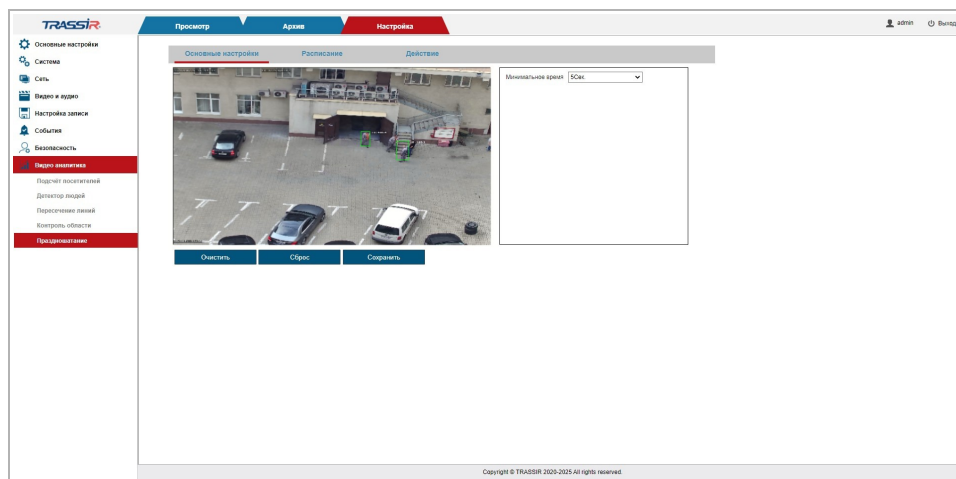 TRASSIR
Просмотр
Архив
Настройка
admin
Выход
Основные настройки
Система
Сеть
Видео и аудио
Настройка записи
События
Безопасность
Видео аналитика
Подсчёт посетителей
Детектор людей
Пересечение линий
Контроль области
Праздношатание
Основные настройки
Расписание
Действие
Минимальное время
5Сек.
Очистить
Сброс
Сохранить
Copyright © TRASSIR 2020-2025 All rights reserved.